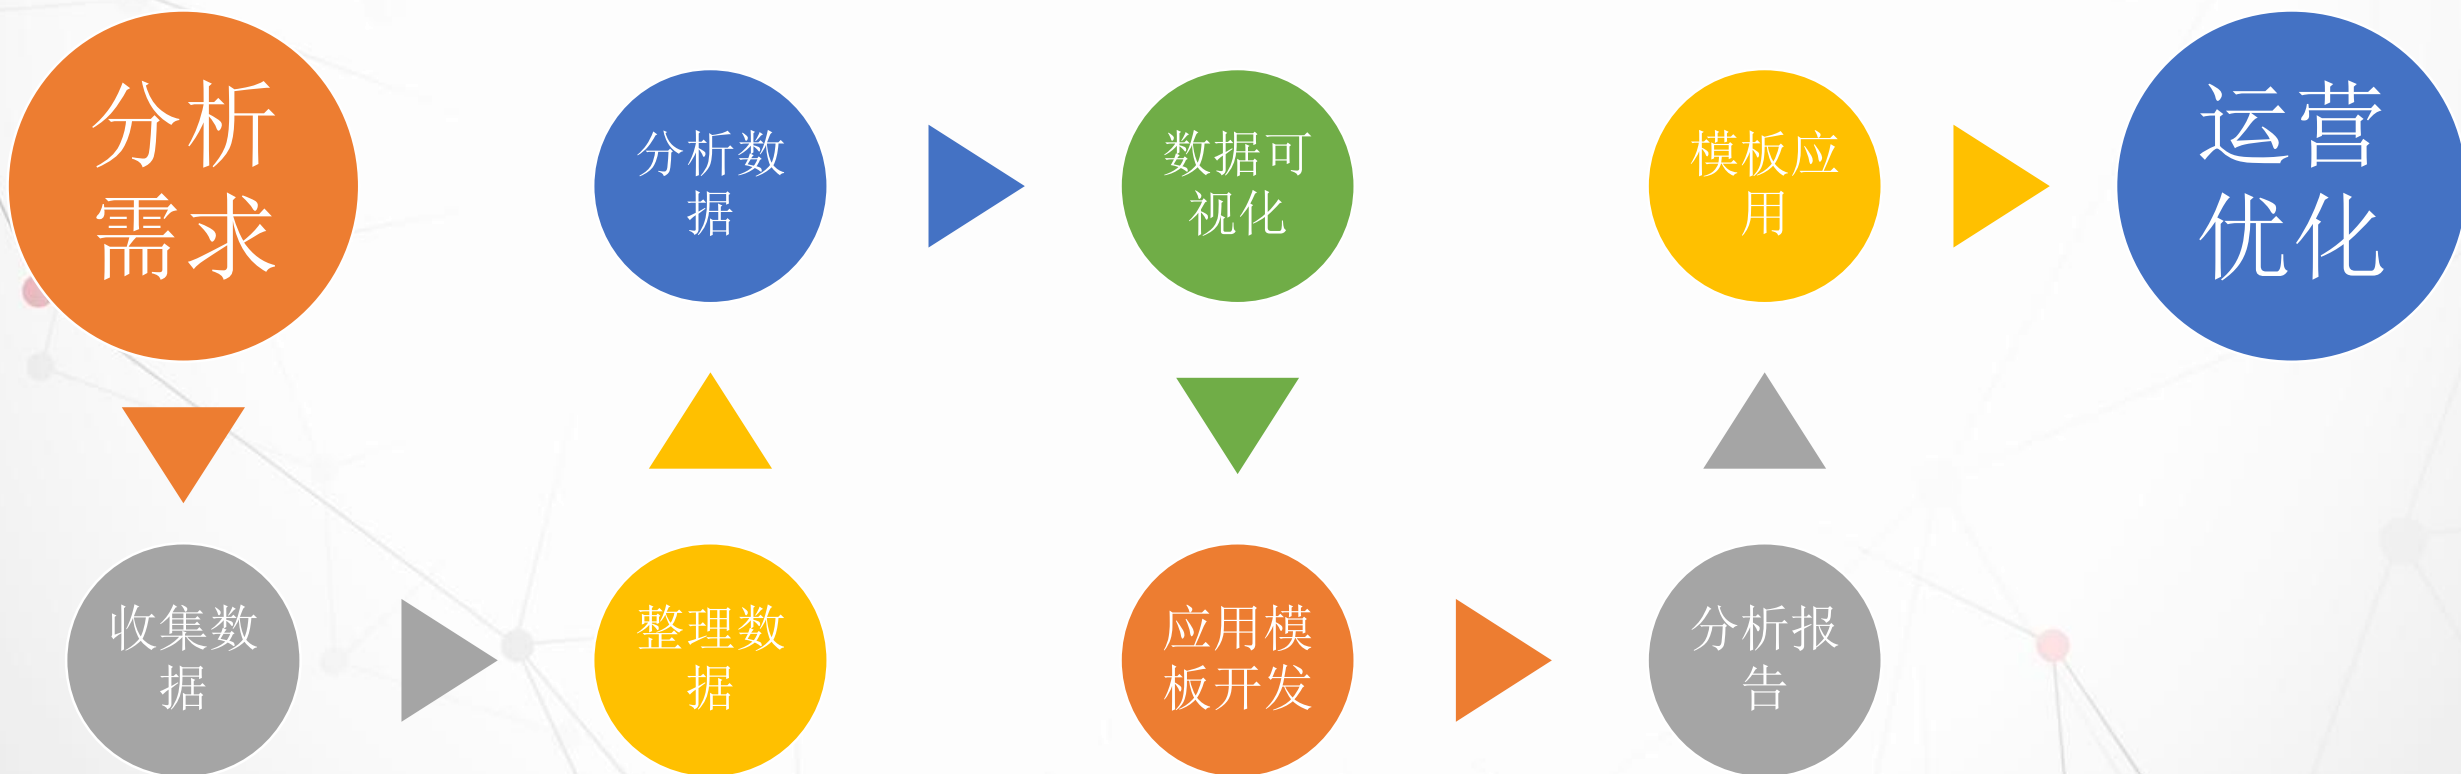 分析
需求
收集数
据
整理数
据
分析数
据
数据可
视化
应用模
板开发
分析报
告
模板应
用
运营
优化